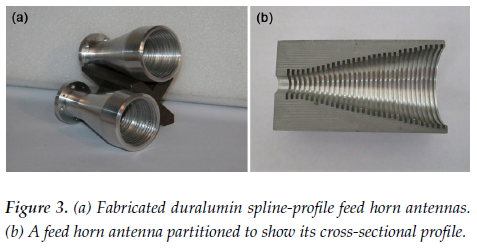 (a)
(b)
Figure 3. (a) Fabricated duralumin spline-profile feed horn antennas.
(b) A feed horn antenna partitioned to show its cross-sectional profile.